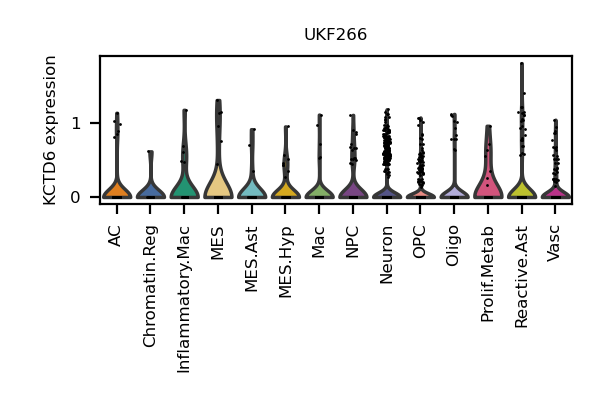 UKF266
KCTD6 expression
1
0
AC
Chromatin.Reg
Inflammatory.Mac
MES
MES.Ast
MES.Hyp
Mac
NPC
Neuron
OPC
Oligo
Prolif.Metab
Reactive.Ast
Vasc